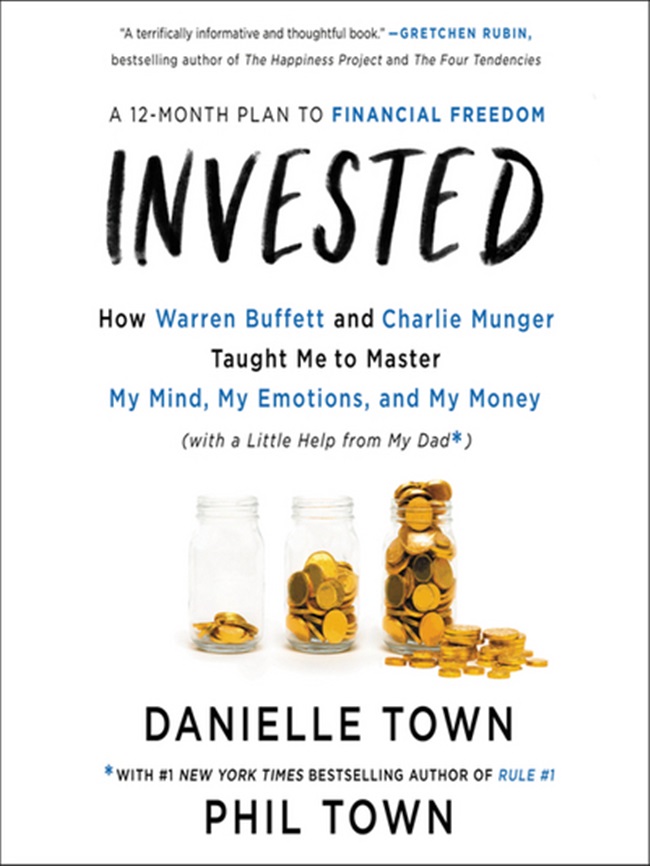 "A terrifically informative and thoughtful book." —GRETCHEN RUBIN,
bestselling author of The Happiness Project and The Four Tendencies
A 12-MONTH PLAN TO FINANCIAL FREEDOM
INVESTED
How Warren Buffett and Charlie Munger
Taught Me to Master
My Mind, My Emotions, and My Money
(with a Little Help from My Dad*)
DANIELLE TOWN
*WITH #1 NEW YORK TIMES BESTSELLING AUTHOR OF RULE #1
PHIL TOWN